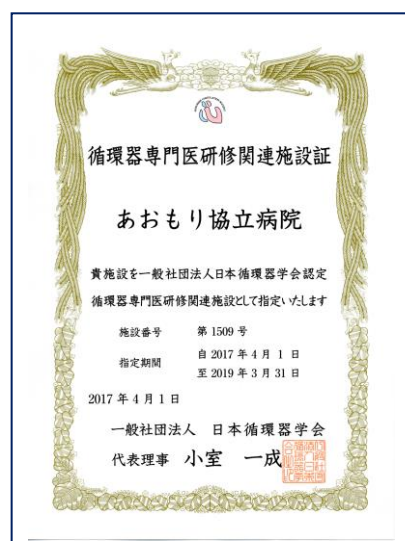 循環器専門医研修関連施設証
あおもり協立病院
貴施設を一般社団法人日本循環器学会認定
循環器専門医研修関連施設として指定いたします
施設番号 第 1509 号
指定期間 自 2017 年 4 月 1 日
至 2019 年 3 月 31 日
2017 年 4 月 1 日
一般社団法人 日本循環器学会
代表理事 小室 一成